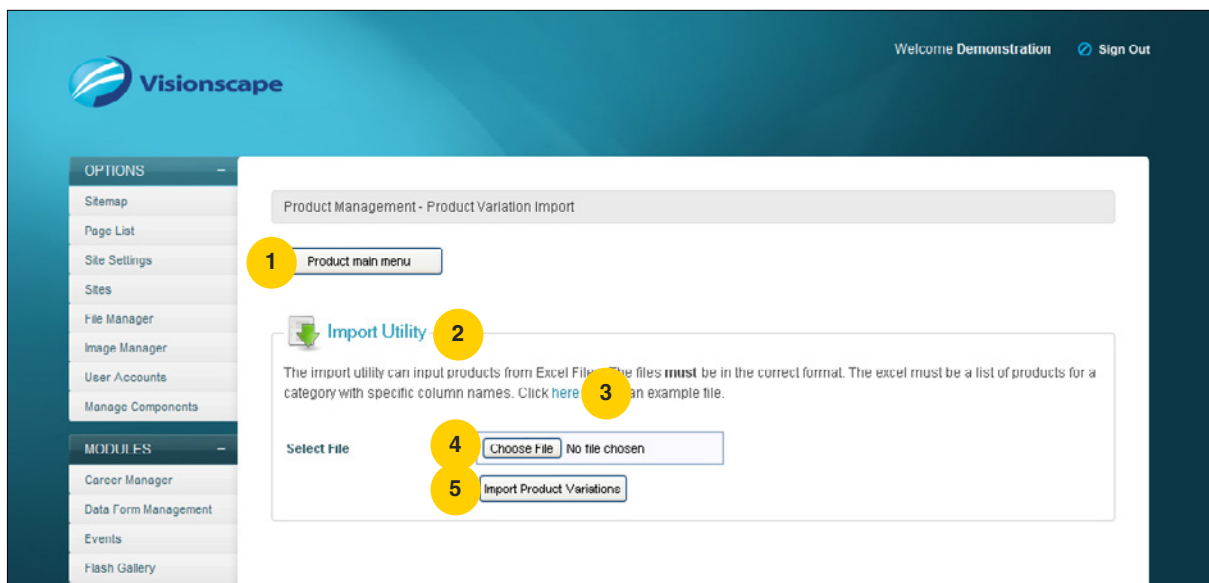 Welcome Demonstration Sign Out
Visionscape
OPTIONS –
Sitemap
Page List
Site Settings
Sites
File Manager
Image Manager
User Accounts
Manage Components
MODULES –
Career Manager
Data Form Management
Events
Flash Gallery
Product Management - Product Variation Import
1 Product main menu
Import Utility 2
The import utility can input products from Excel The files must be in the correct format. The excel must be a list of products for a
category with specific column names. Click here 3 an example file.
Select File 4 Choose File No file chosen
5 Import Product Variations